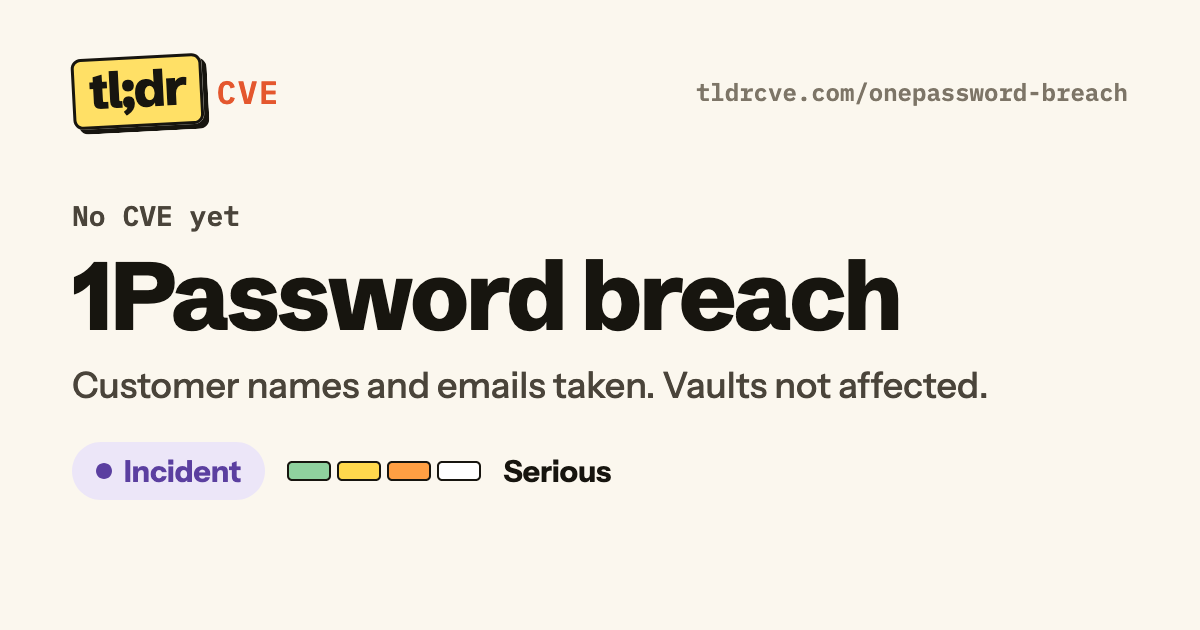 tl;dr CVE
tldrcve.com/onepassword-breach
No CVE yet
1Password breach
Customer names and emails taken. Vaults not affected.
Incident
Serious